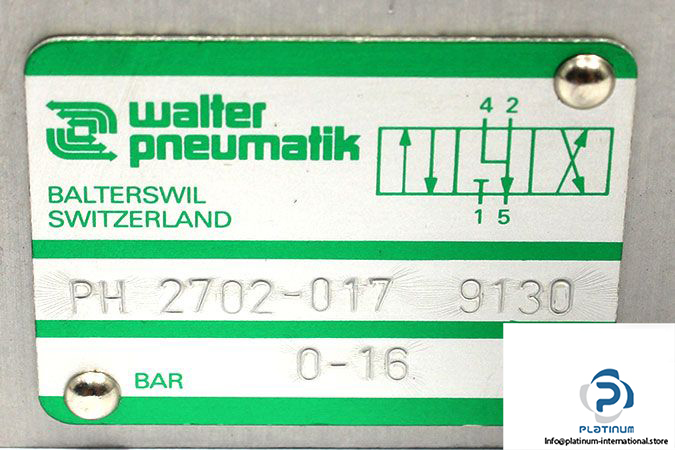 walter
pneumatik
BALTERSWIL
SWITZERLAND
4 2
1 5
PH 2702-017 9130
BAR 0-16
PLATINUM
Info@platinum-international.store